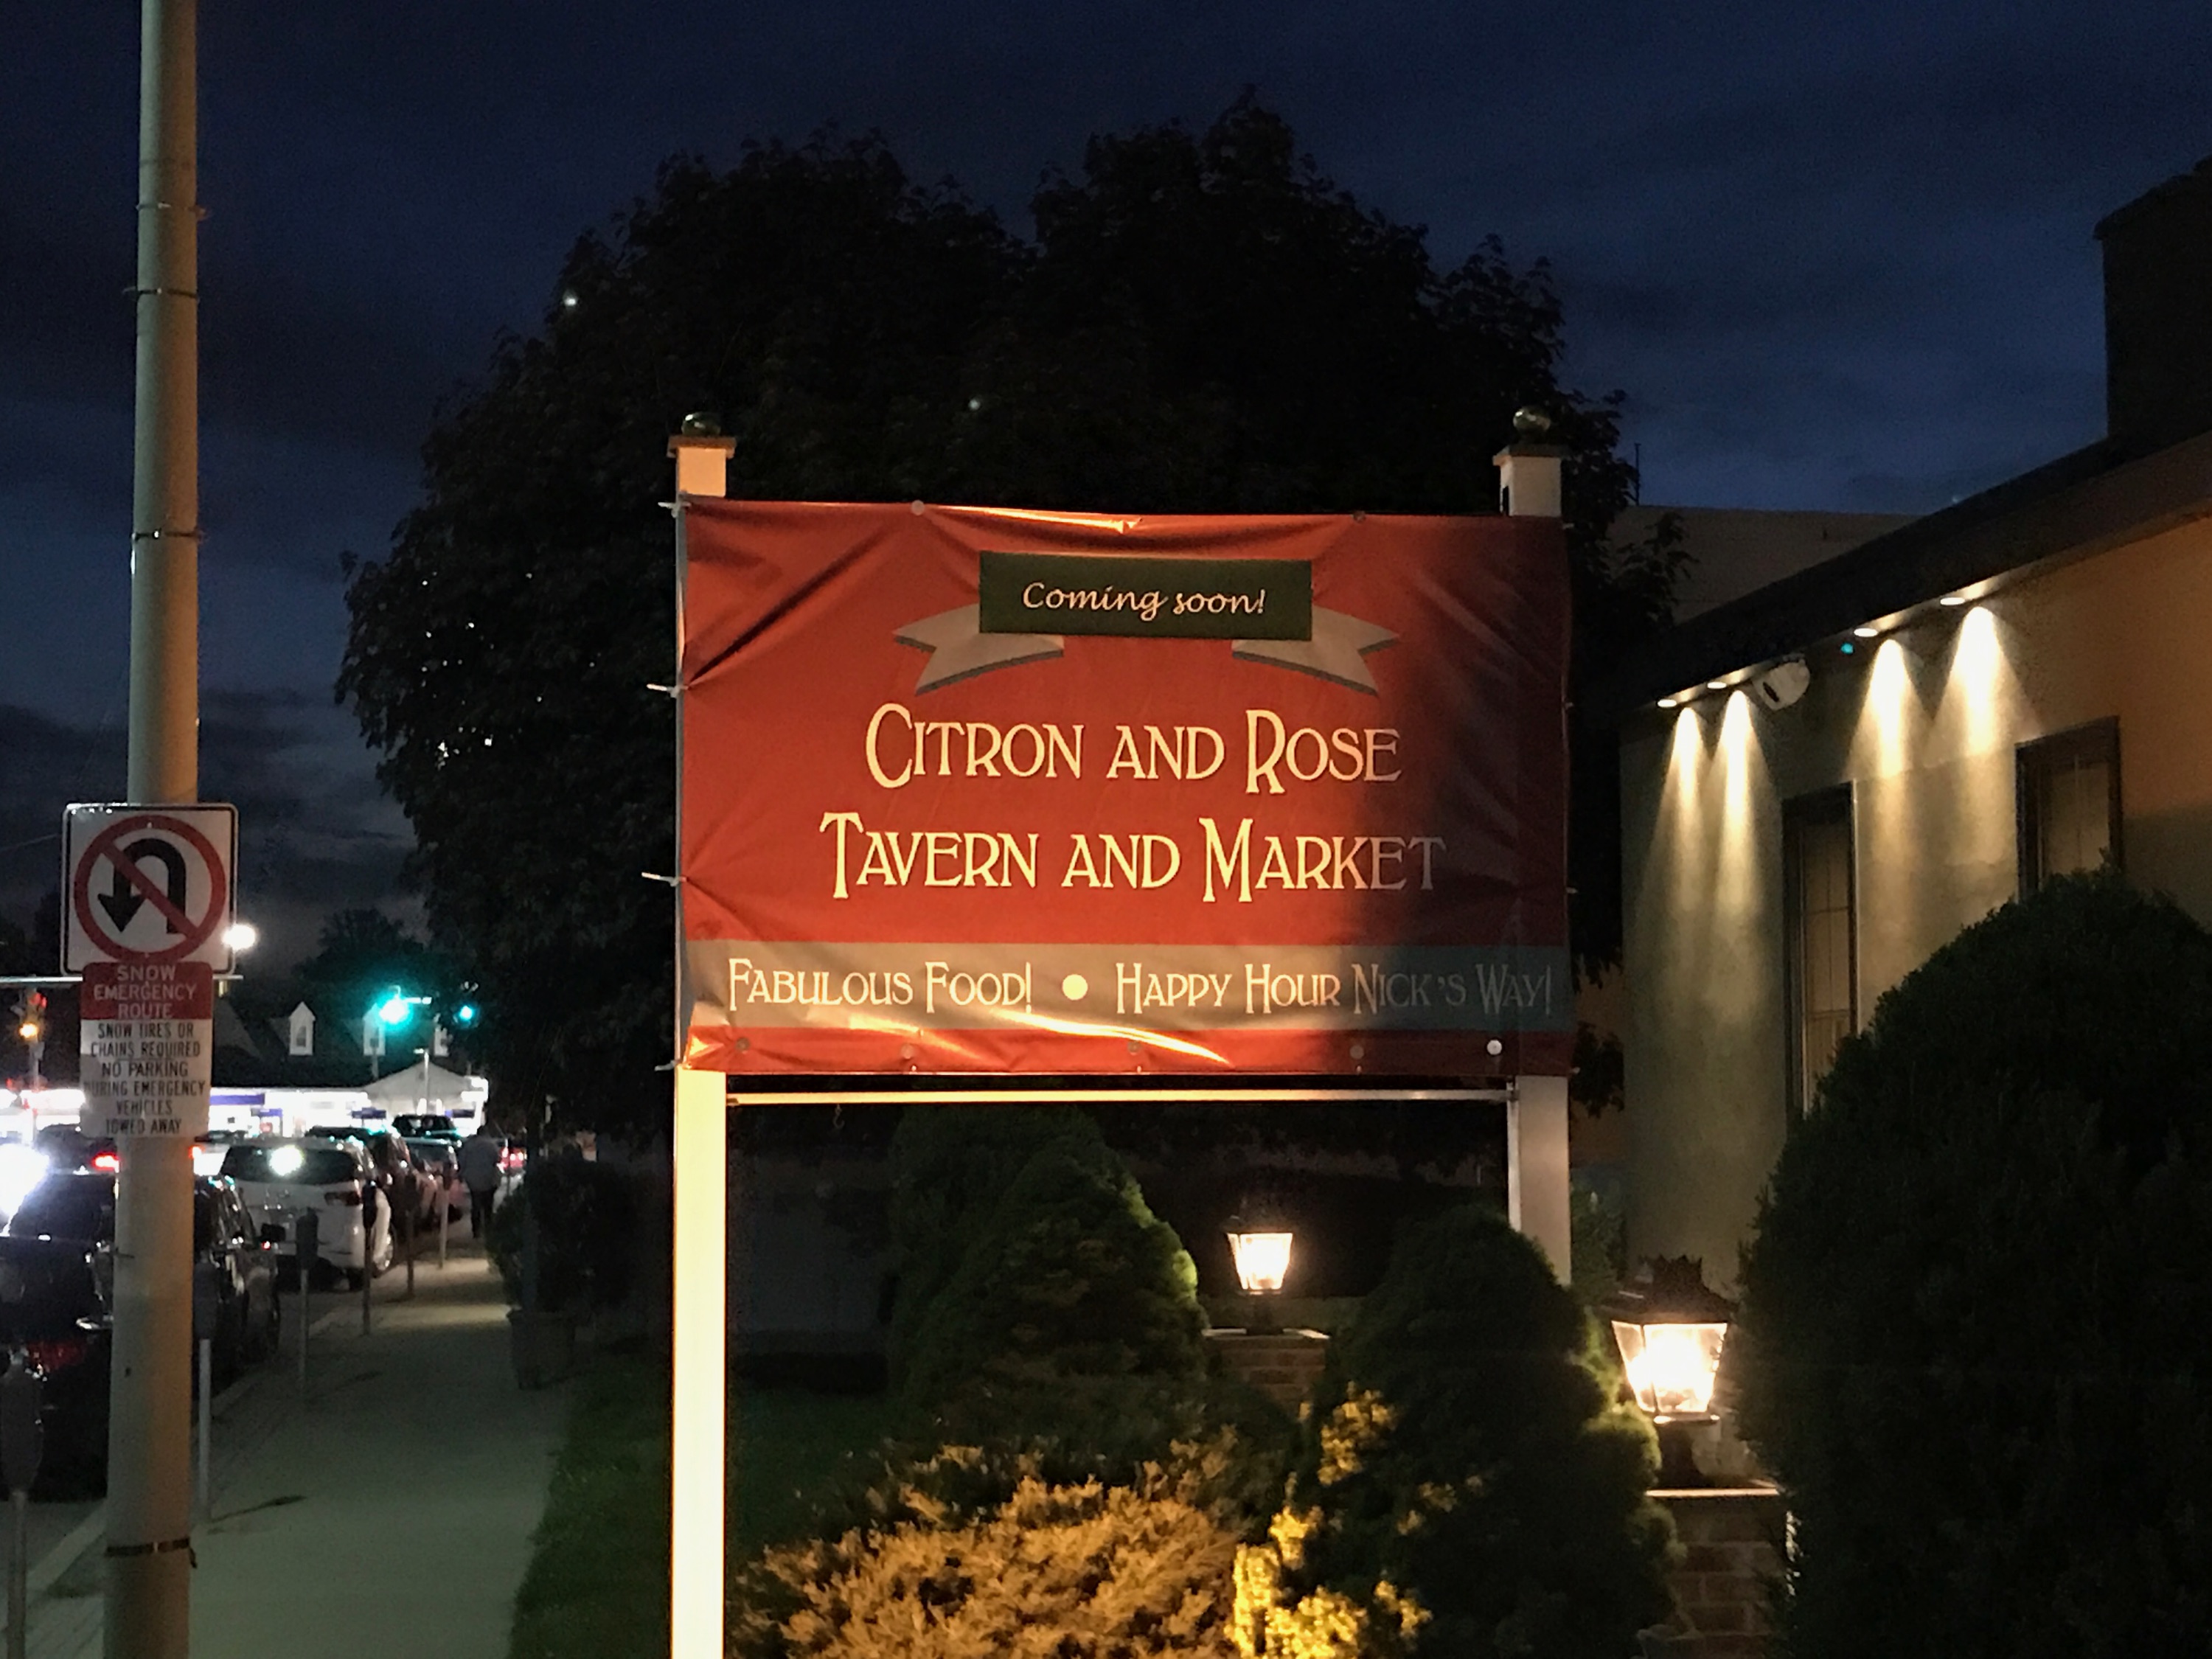 Coming soon!
CITRON AND ROSE
TAVERN AND MARKET
FABULOUS FOOD! • HAPPY HOUR NICK'S WAY!
SNOW
EMERGENCY
ROUTE
SNOW TIRES OR
CHAINS REQUIRED
NO PARKING
DURING EMERGENCY
VEHICLES
TOWED AWAY